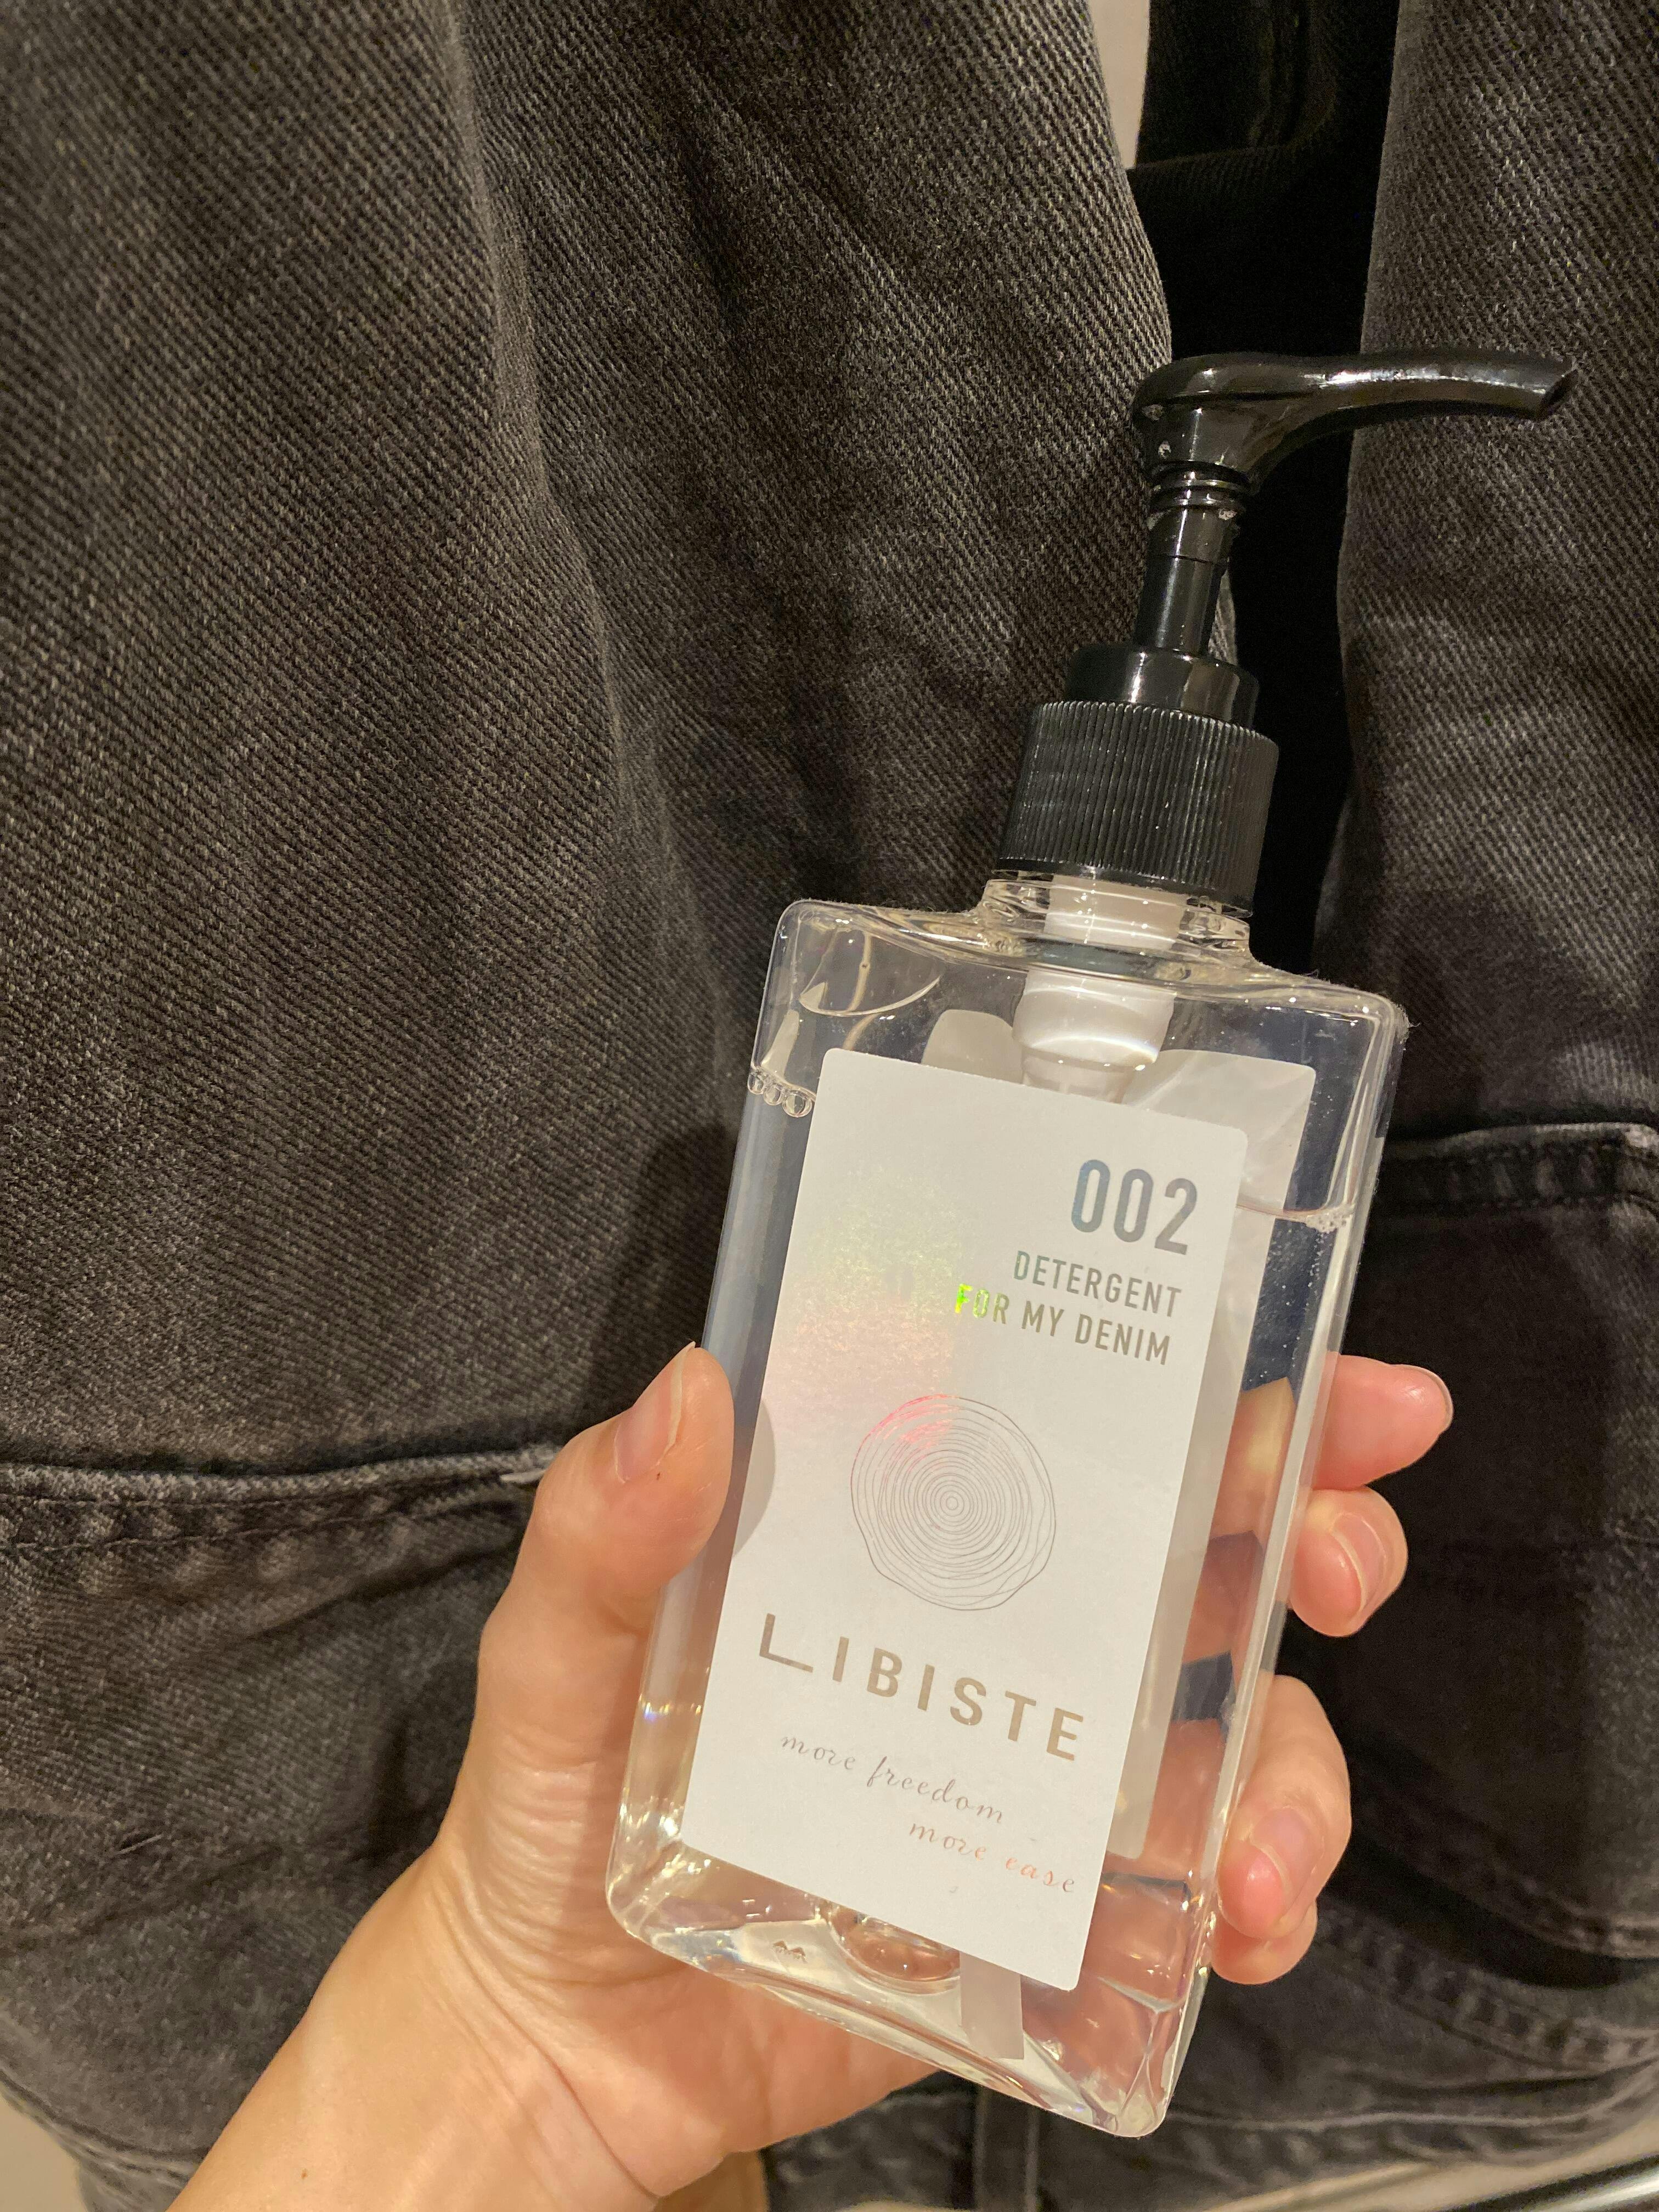 002
DETERGENT
FOR MY DENIM
LIBISTE
more freedom
more ease